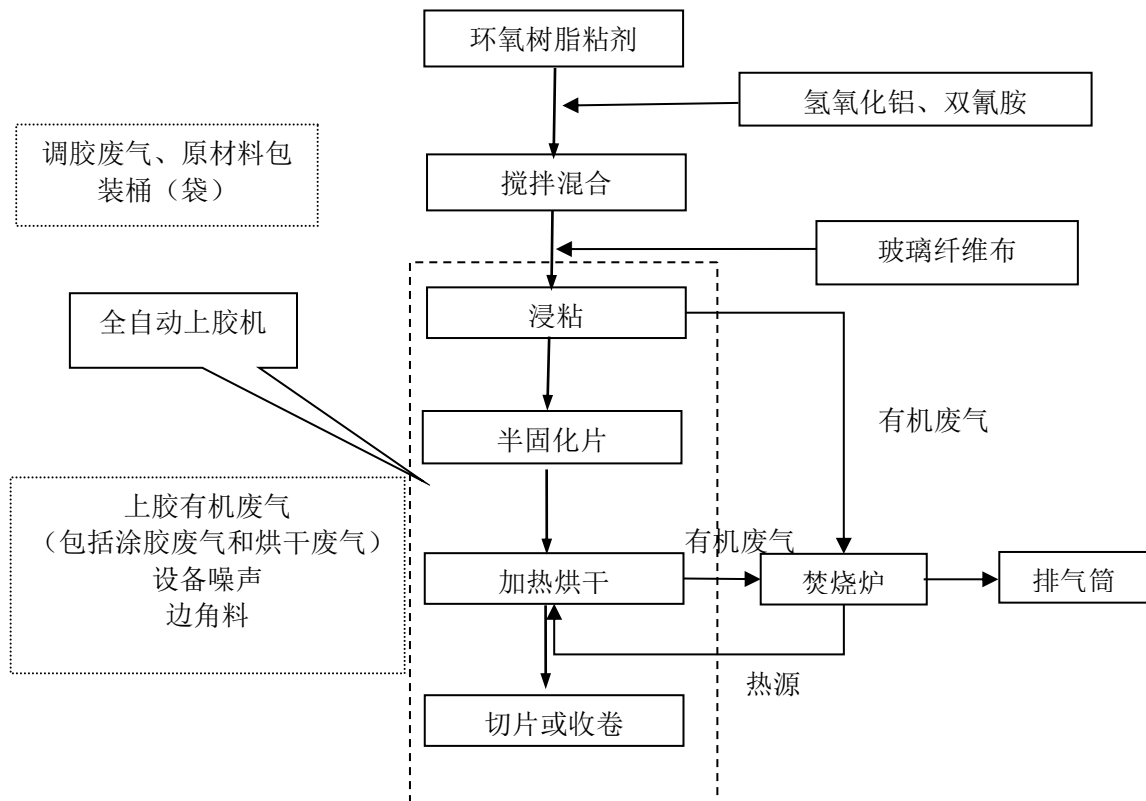 环氧树脂粘剂
氢氧化铝、双氰胺
调胶废气、原材料包
装桶（袋）
搅拌混合
玻璃纤维布
全自动上胶机
浸粘
有机废气
半固化片
上胶有机废气
（包括涂胶废气和烘干废气）
设备噪声
边角料
有机废气
加热烘干
焚烧炉
排气筒
热源
切片或收卷